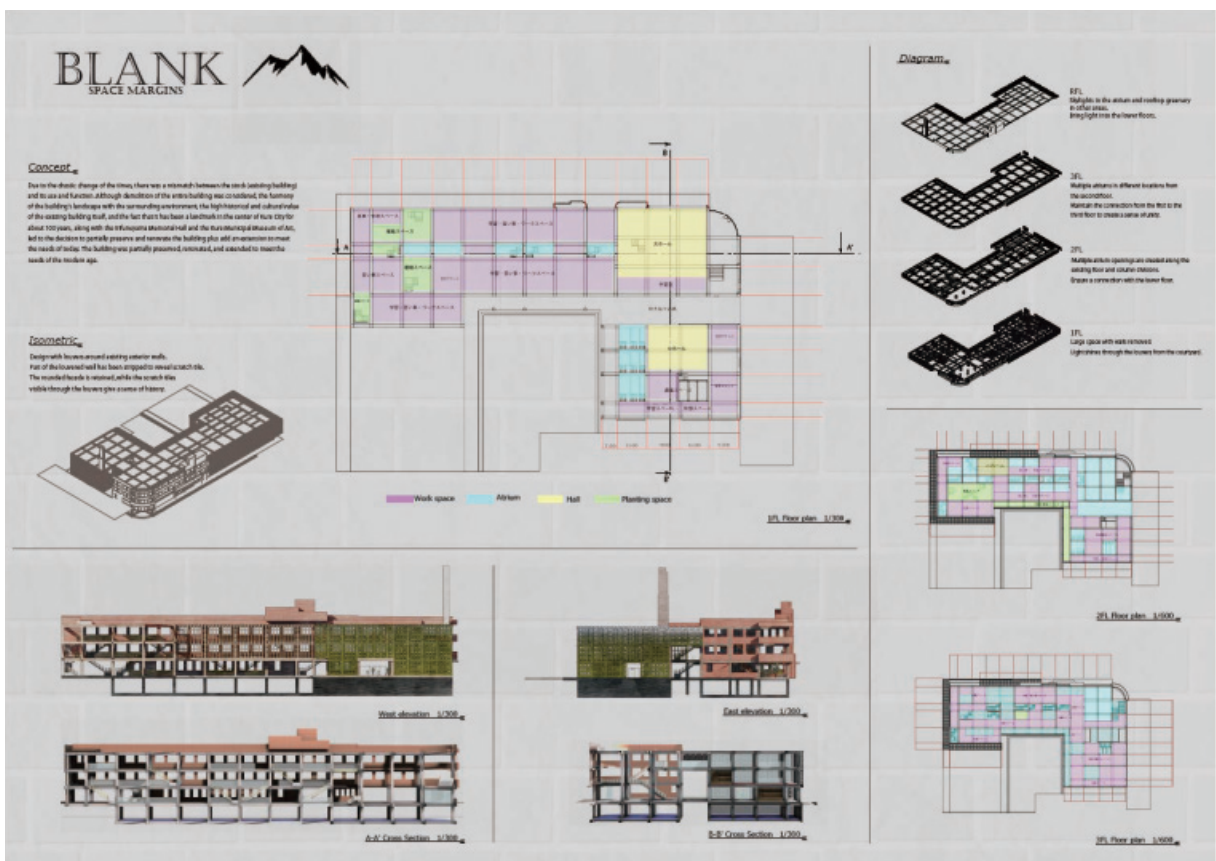 BLANK
SPACE MARGINS
Concept
Due to the drastic change of the times, there was a mismatch between the stock (existing building)
and its use and function. Although demolition of the entire building was considered, the harmony
of the building's landscape with the surrounding environment, the high historical and cultural value
of the existing building itself, and the fact that it has been a landmark in the center of Kure City for
about 100 years, along with the Irifuneyama Memorial Hall and the Kure Municipal Museum of Art,
led to the decision to partially preserve and renovate the building plus add an extension to meet
the needs of today. The building was partially preserved, renovated, and extended to meet the
needs of the modern age.
Isometric
Design with louvers around existing exterior walls.
Part of the louvered wall has been stripped to reveal scratch tile.
The rounded facade is retained, while the scratch tiles
visible through the louvers give a sense of history.
B
A
A'
Work space
Atrium
Hall
Planting space
1FL Floor plan 1/300
West elevation 1/300
East elevation 1/300
A-A' Cross Section 1/300
B-B' Cross Section 1/300
Diagram
RFL
Skylights in the atrium and rooftop greenery
in other areas.
Bring light into the lower floors.
3FL
Multiple atriums in different locations from
the second floor.
Maintain the connection from the first to the
third floor to create a sense of unity.
2FL
Multiple atrium openings are created along the
existing floor and column divisions.
Ensure a connection with the lower floor.
1FL
Large space with walls removed.
Light shines through the louvers from the courtyard.
2FL Floor plan 1/600
3FL Floor plan 1/600